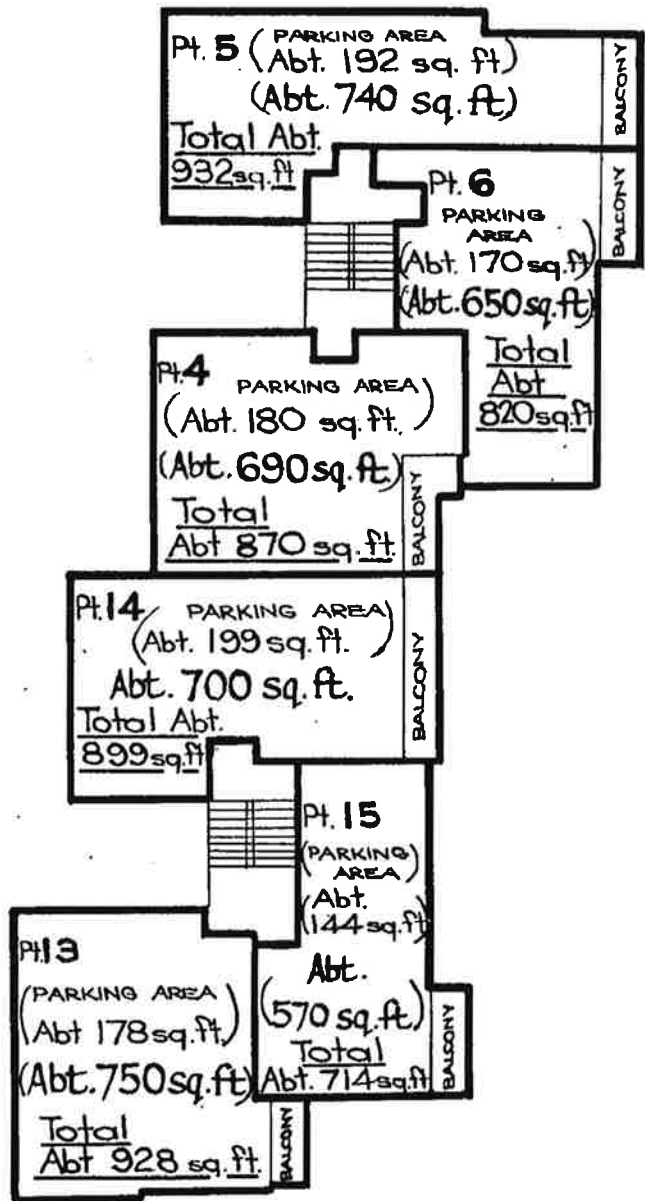 Pt. 5 (PARKING AREA
(Abt. 192 sq. ft)
(Abt. 740 sq. ft)
Total Abt.
932 sq. ft
BALCONY
Pt. 6
PARKING
AREA
(Abt. 170 sq. ft)
(Abt. 650 sq. ft)
Total
Abt
820 sq. ft
BALCONY
Pt. 4
PARKING AREA)
(Abt. 180 sq. ft.)
(Abt. 690 sq. ft.)
Total
Abt 870 sq. ft.
BALCONY
Pt. 14
PARKING AREA)
(Abt. 199 sq. ft.)
Abt. 700 sq. ft.
Total Abt.
899 sq. ft
BALCONY
Pt. 15
(PARKING)
AREA
(Abt.
144 sq. ft)
Abt.
(570 sq. ft)
Total
Abt. 714 sq. ft
BALCONY
Pt. 13
(PARKING AREA
(Abt 178 sq. ft.)
(Abt. 750 sq. ft)
Total
Abt 928 sq. ft.
BALCONY